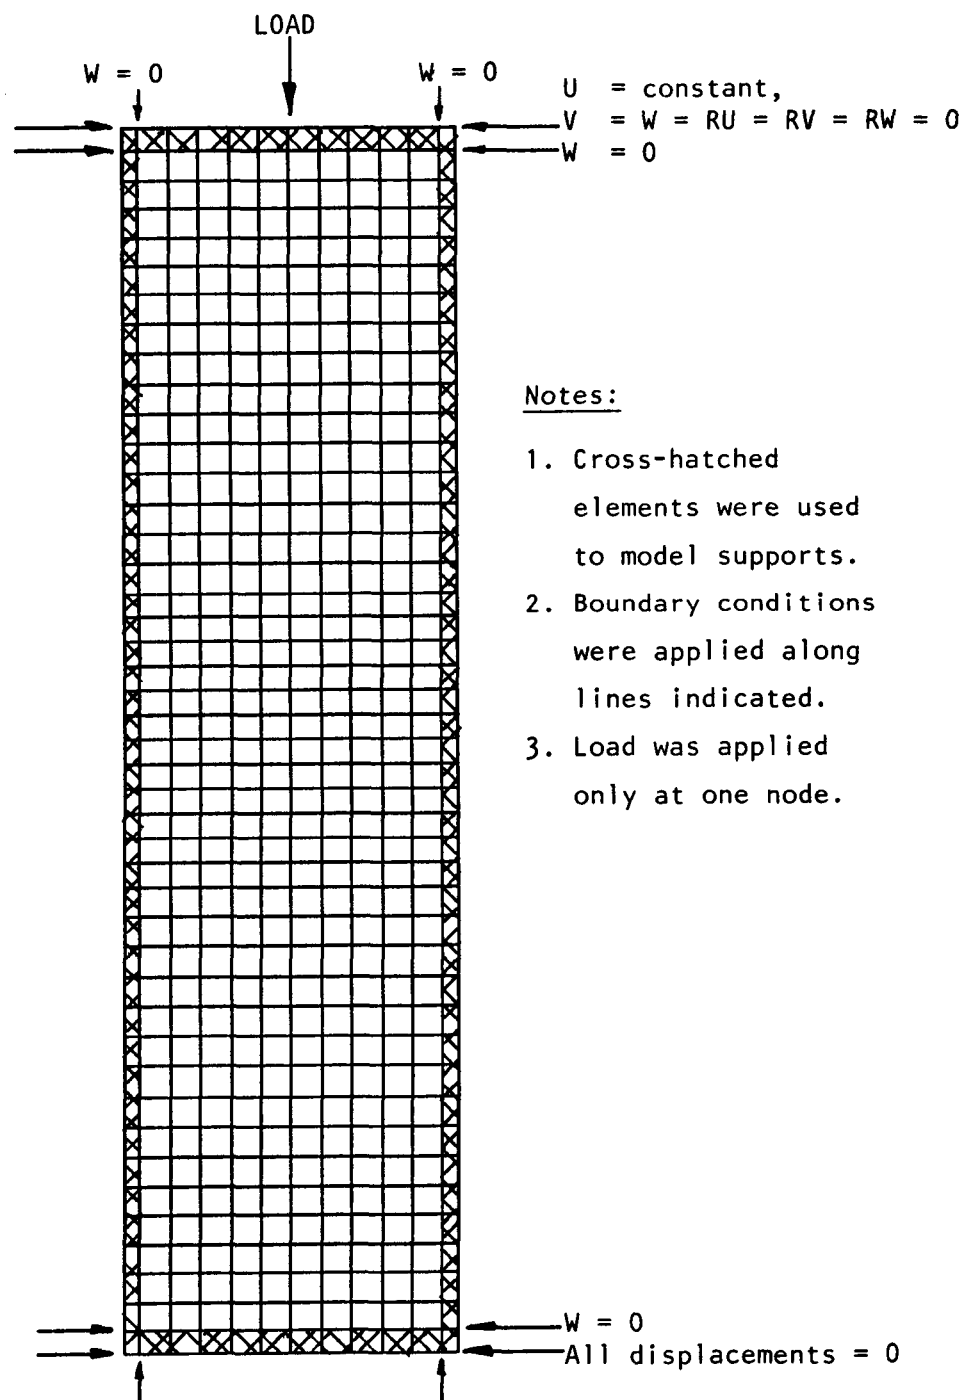 LOAD
W = 0
W = 0
U = constant,
V = W = RU = RV = RW = 0
W = 0
Notes:
1. Cross-hatched
elements were used
to model supports.
2. Boundary conditions
were applied along
lines indicated.
3. Load was applied
only at one node.
W = 0
All displacements = 0